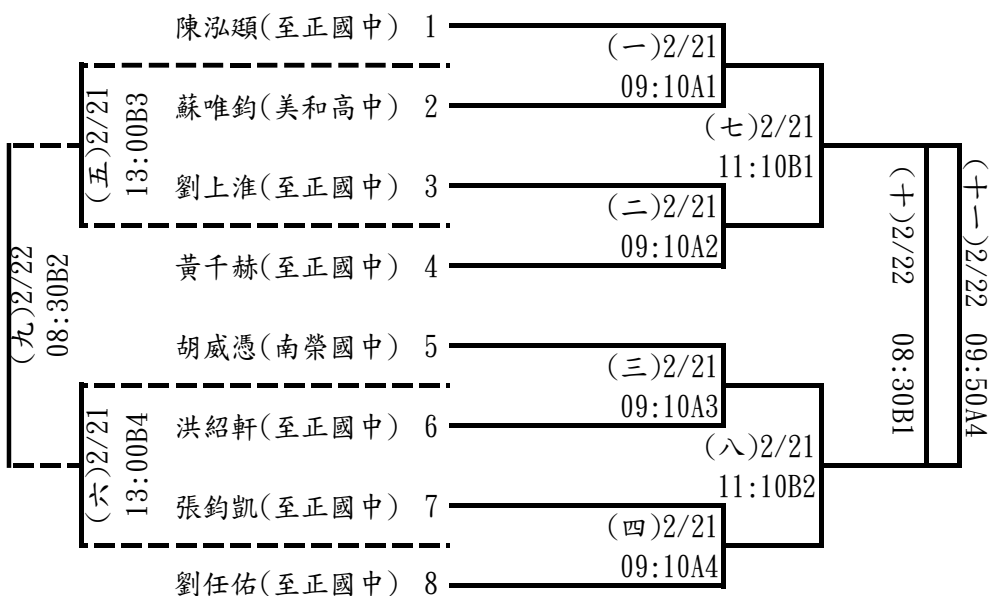 陳泓頲(至正國中) 1
(一)2/21
09:10A1
蘇唯鈞(美和高中) 2
(五)2/21
13:00B3
(七)2/21
11:10B1
劉上淮(至正國中) 3
(二)2/21
09:10A2
黃千赫(至正國中) 4
(九)2/22
08:30B2
(十)2/22 08:30B1
(十一)2/22 09:50A4
胡威憑(南榮國中) 5
(三)2/21
09:10A3
洪紹軒(至正國中) 6
(六)2/21
13:00B4
(八)2/21
11:10B2
張鈞凱(至正國中) 7
(四)2/21
09:10A4
劉任佑(至正國中) 8